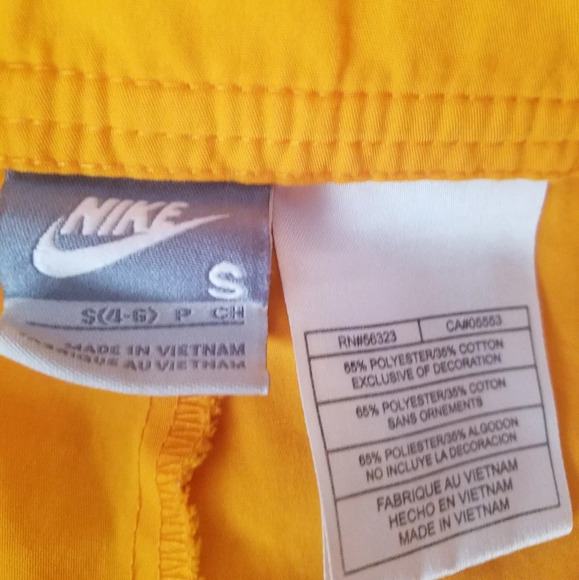 NIKE
S
S(4-6) P CH
MADE IN VIETNAM
FABRIQUE AU VIETNAM
RN#56323 CA#05553
65% POLYESTER/35% COTTON
EXCLUSIVE OF DECORATION
65% POLYESTER/35% COTON
SANS ORNEMENTS
65% POLIESTER/35% ALGODON
NO INCLUYE LA DECORACION
FABRIQUE AU VIETNAM
HECHO EN VIETNAM
MADE IN VIETNAM